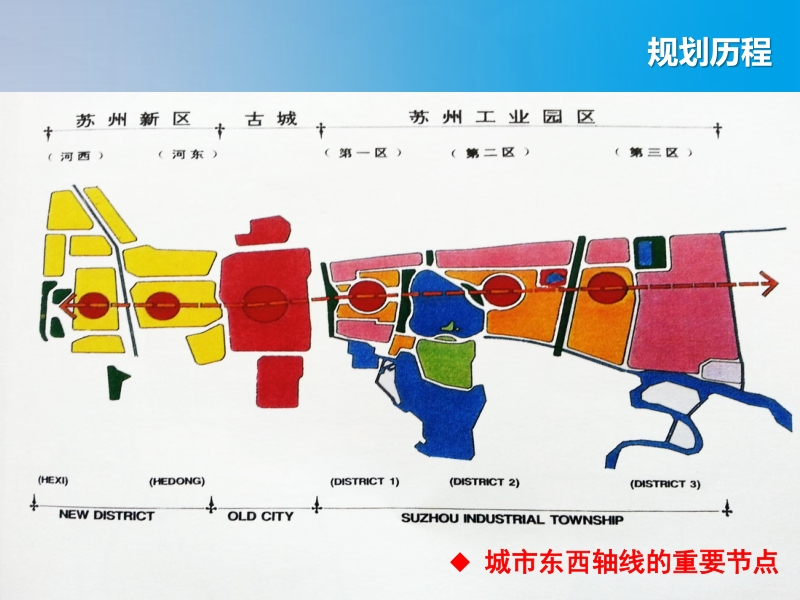 规划历程
苏州新区 古城 苏州工业园区
（河西） （河东） （第一区） （第二区） （第三区）
(HEXI) (HEDONG) (DISTRICT 1) (DISTRICT 2) (DISTRICT 3)
NEW DISTRICT OLD CITY SUZHOU INDUSTRIAL TOWNSHIP
◆ 城市东西轴线的重要节点